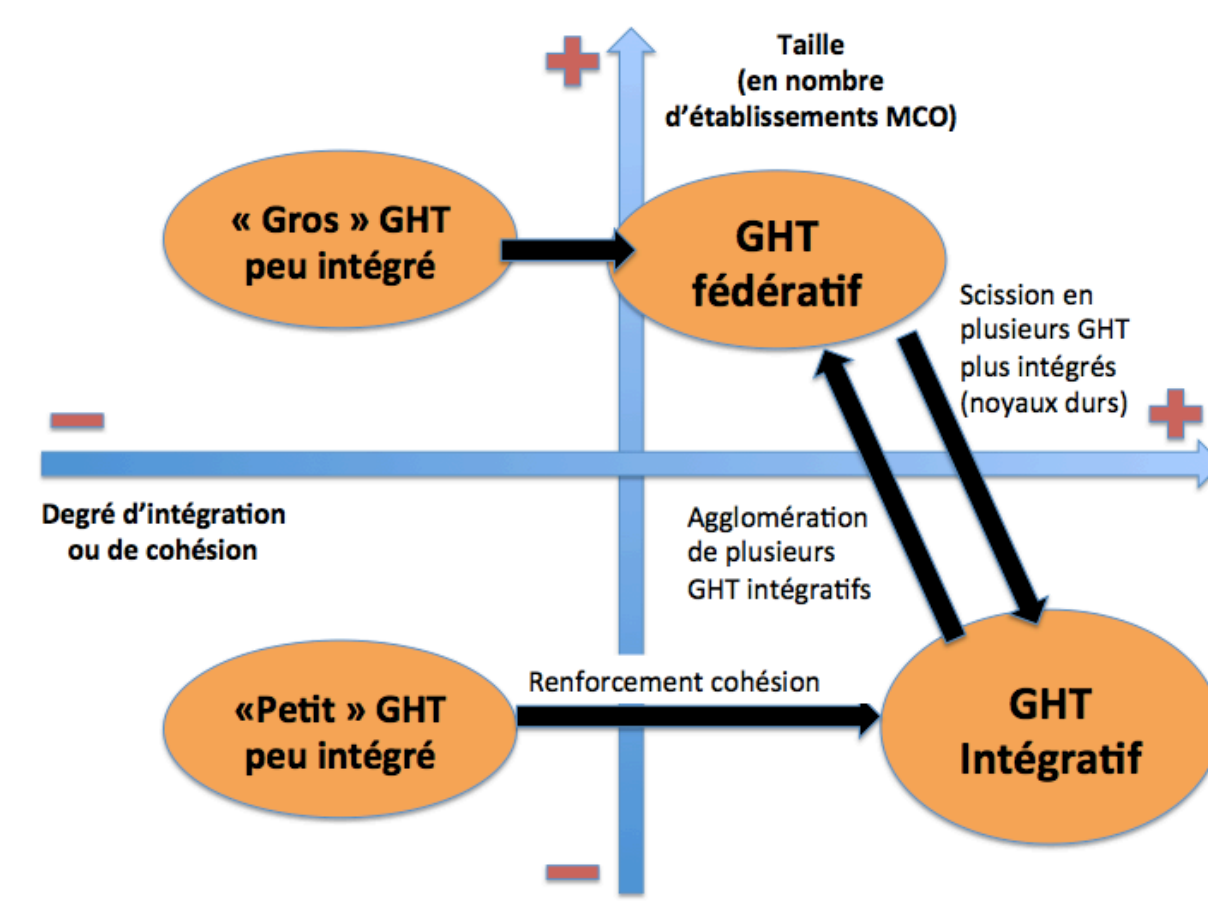 Taille
(en nombre
d'établissements MCO)
« Gros » GHT
peu intégré
GHT
fédératif
Scission en
plusieurs GHT
plus intégrés
(noyaux durs)
Degré d'intégration
ou de cohésion
Agglomération
de plusieurs
GHT intégratifs
Renforcement cohésion
«Petit » GHT
peu intégré
GHT
Intégratif